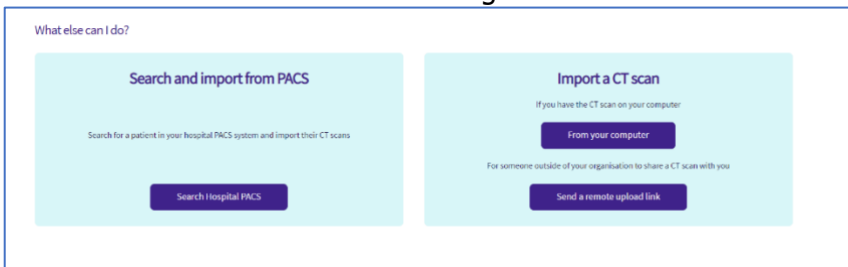 What else can I do?
Search and import from PACS
Search for a patient in your hospital PACS system and import their CT scans
Search Hospital PACS
Import a CT scan
If you have the CT scan on your computer
From your computer
For someone outside of your organisation to share a CT scan with you
Send a remote upload link